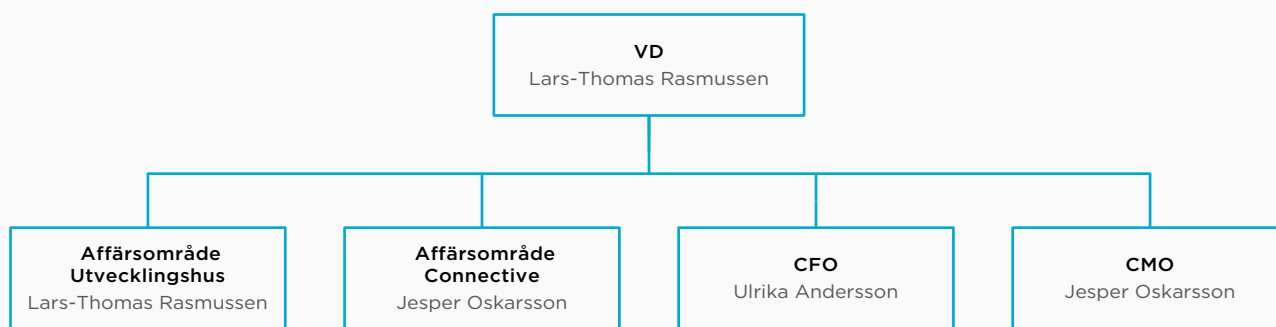 VD
Lars-Thomas Rasmussen
Affärsområde
Utvecklingshus
Lars-Thomas Rasmussen
Affärsområde
Connective
Jesper Oskarsson
CFO
Ulrika Andersson
CMO
Jesper Oskarsson